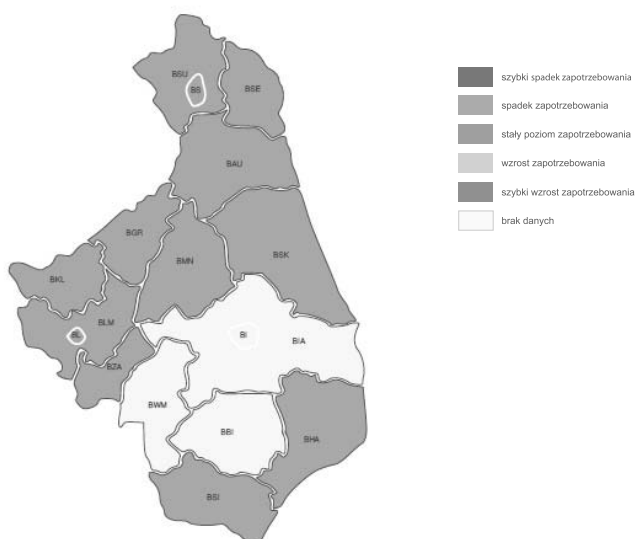 BSU
BS
BSE
BAU
BGR
BMN
BSK
BKL
BLM
BL
BZA
BI
BIA
BWM
BBI
BHA
BSI
szybki spadek zapotrzebowania
spadek zapotrzebowania
stały poziom zapotrzebowania
wzrost zapotrzebowania
szybki wzrost zapotrzebowania
brak danych